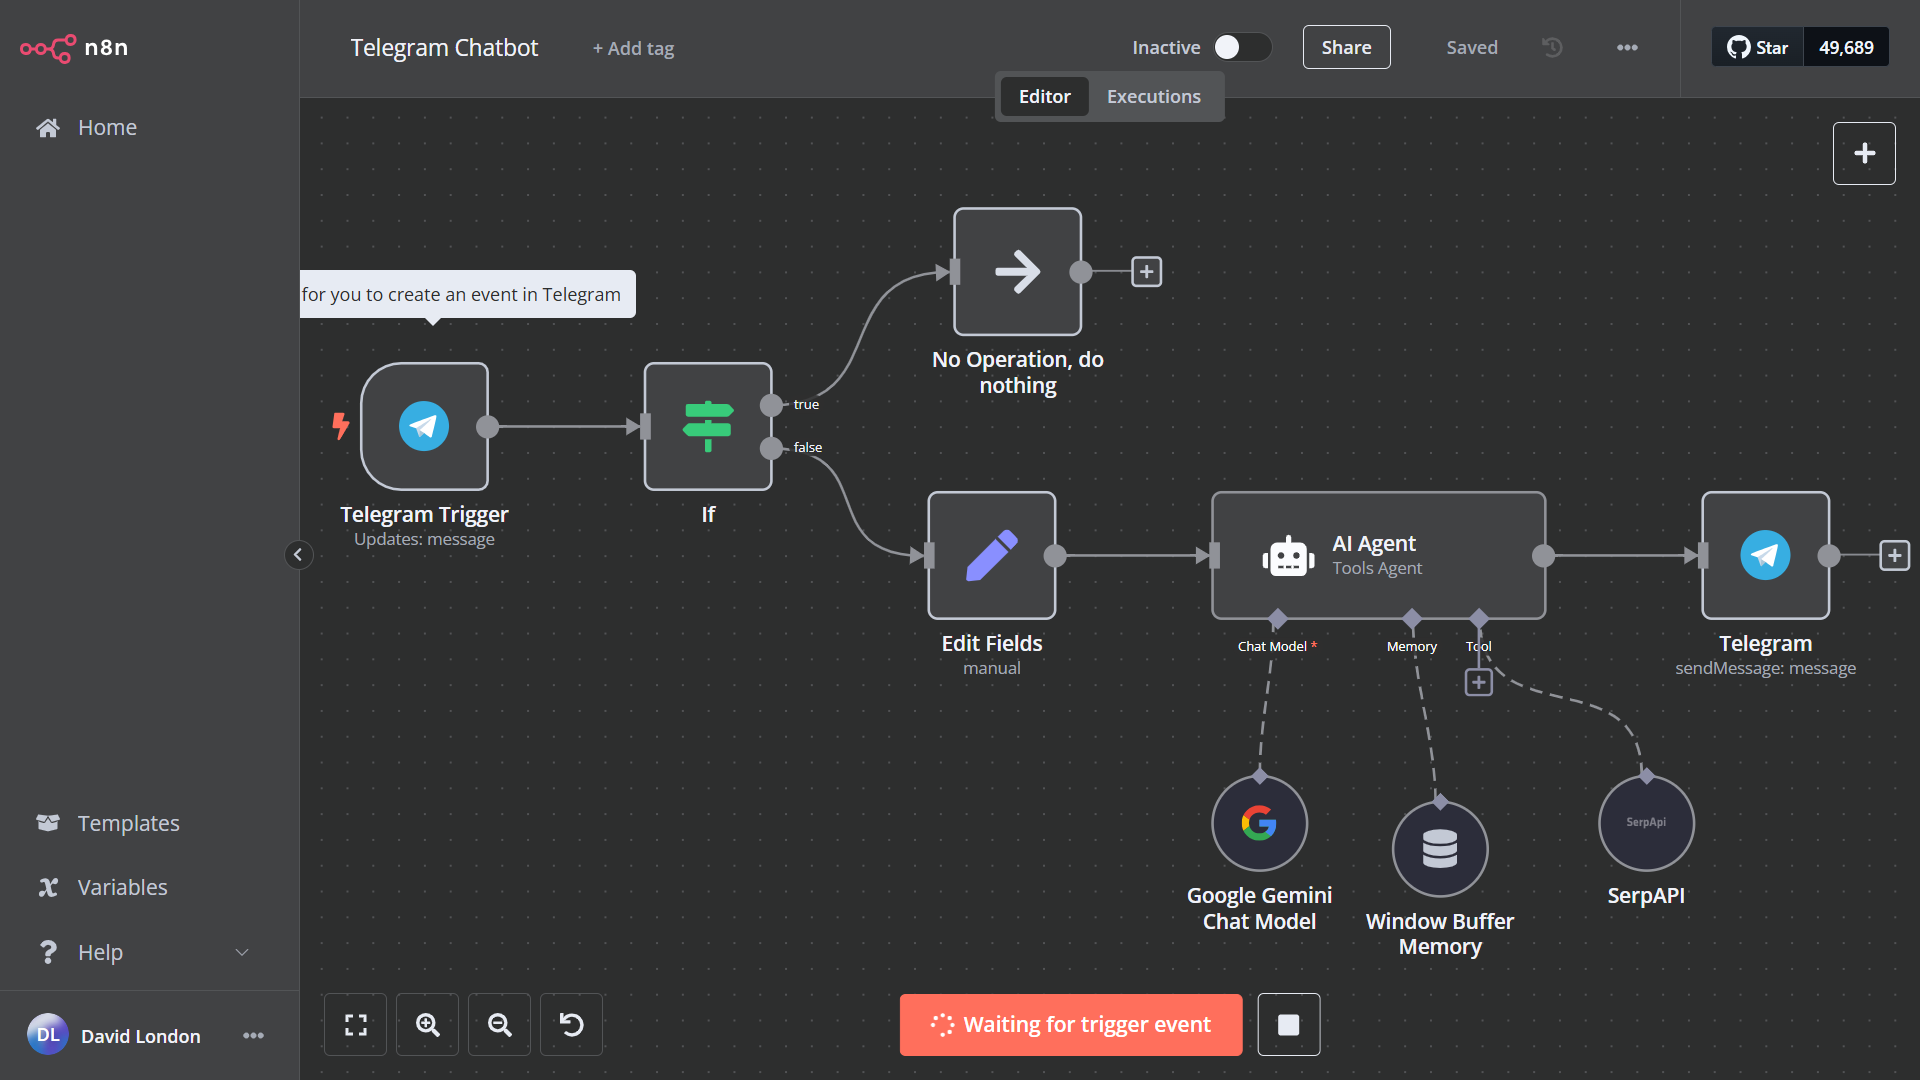 n8n
Telegram Chatbot
+ Add tag
Inactive
Share
Saved
Star
49,689
Editor
Executions
Home
for you to create an event in Telegram
No Operation, do
nothing
true
false
Telegram Trigger
Updates: message
If
AI Agent
Tools Agent
Edit Fields
manual
Chat Model *
Memory
Tool
Telegram
sendMessage: message
SerpApi
Google Gemini
Chat Model
Window Buffer
Memory
SerpAPI
Templates
Variables
Help
DL
David London
Waiting for trigger event